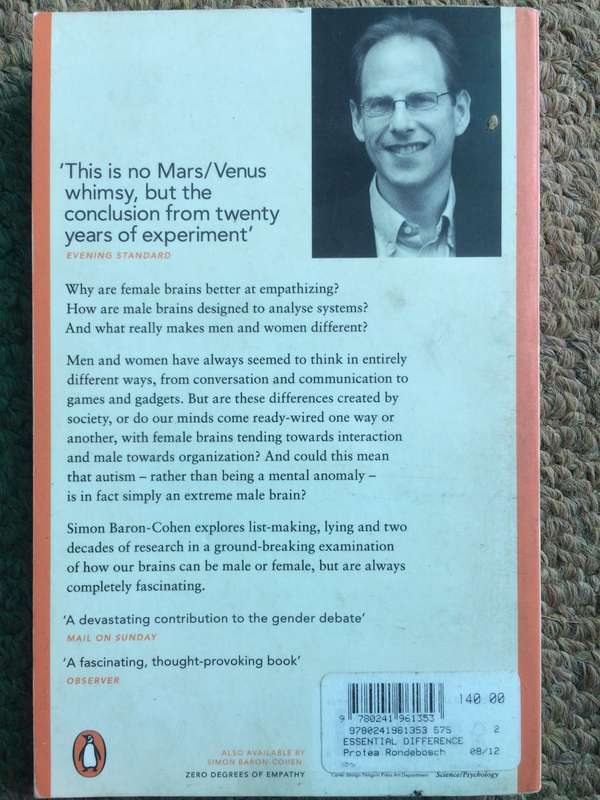 'This is no Mars/Venus
whimsy, but the
conclusion from twenty
years of experiment'
EVENING STANDARD
Why are female brains better at empathizing?
How are male brains designed to analyse systems?
And what really makes men and women different?
Men and women have always seemed to think in entirely
different ways, from conversation and communication to
games and gadgets. But are these differences created by
society, or do our minds come ready-wired one way or
another, with female brains tending towards interaction
and male towards organization? And could this mean
that autism – rather than being a mental anomaly –
is in fact simply an extreme male brain?
Simon Baron-Cohen explores list-making, lying and two
decades of research in a ground-breaking examination
of how our brains can be male or female, but are always
completely fascinating.
'A devastating contribution to the gender debate'
MAIL ON SUNDAY
'A fascinating, thought-provoking book'
OBSERVER
140.00
9 780241 961353
9780241961353 575 2
ESSENTIAL DIFFERENCE
Protea Rondebosch 08/12
ALSO AVAILABLE BY
SIMON BARON-COHEN:
ZERO DEGREES OF EMPATHY
Cover design: Penguin Press Art Department
Science/Psychology